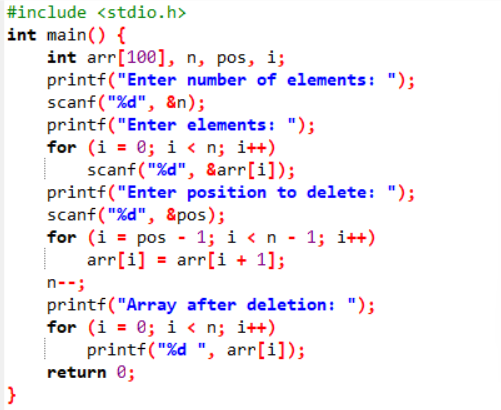 #include <stdio.h>
int main() {
    int arr[100], n, pos, i;
    printf("Enter number of elements: ");
    scanf("%d", &n);
    printf("Enter elements: ");
    for (i = 0; i < n; i++)
        scanf("%d", &arr[i]);
    printf("Enter position to delete: ");
    scanf("%d", &pos);
    for (i = pos - 1; i < n - 1; i++)
        arr[i] = arr[i + 1];
    n--;
    printf("Array after deletion: ");
    for (i = 0; i < n; i++)
        printf("%d ", arr[i]);
    return 0;
}